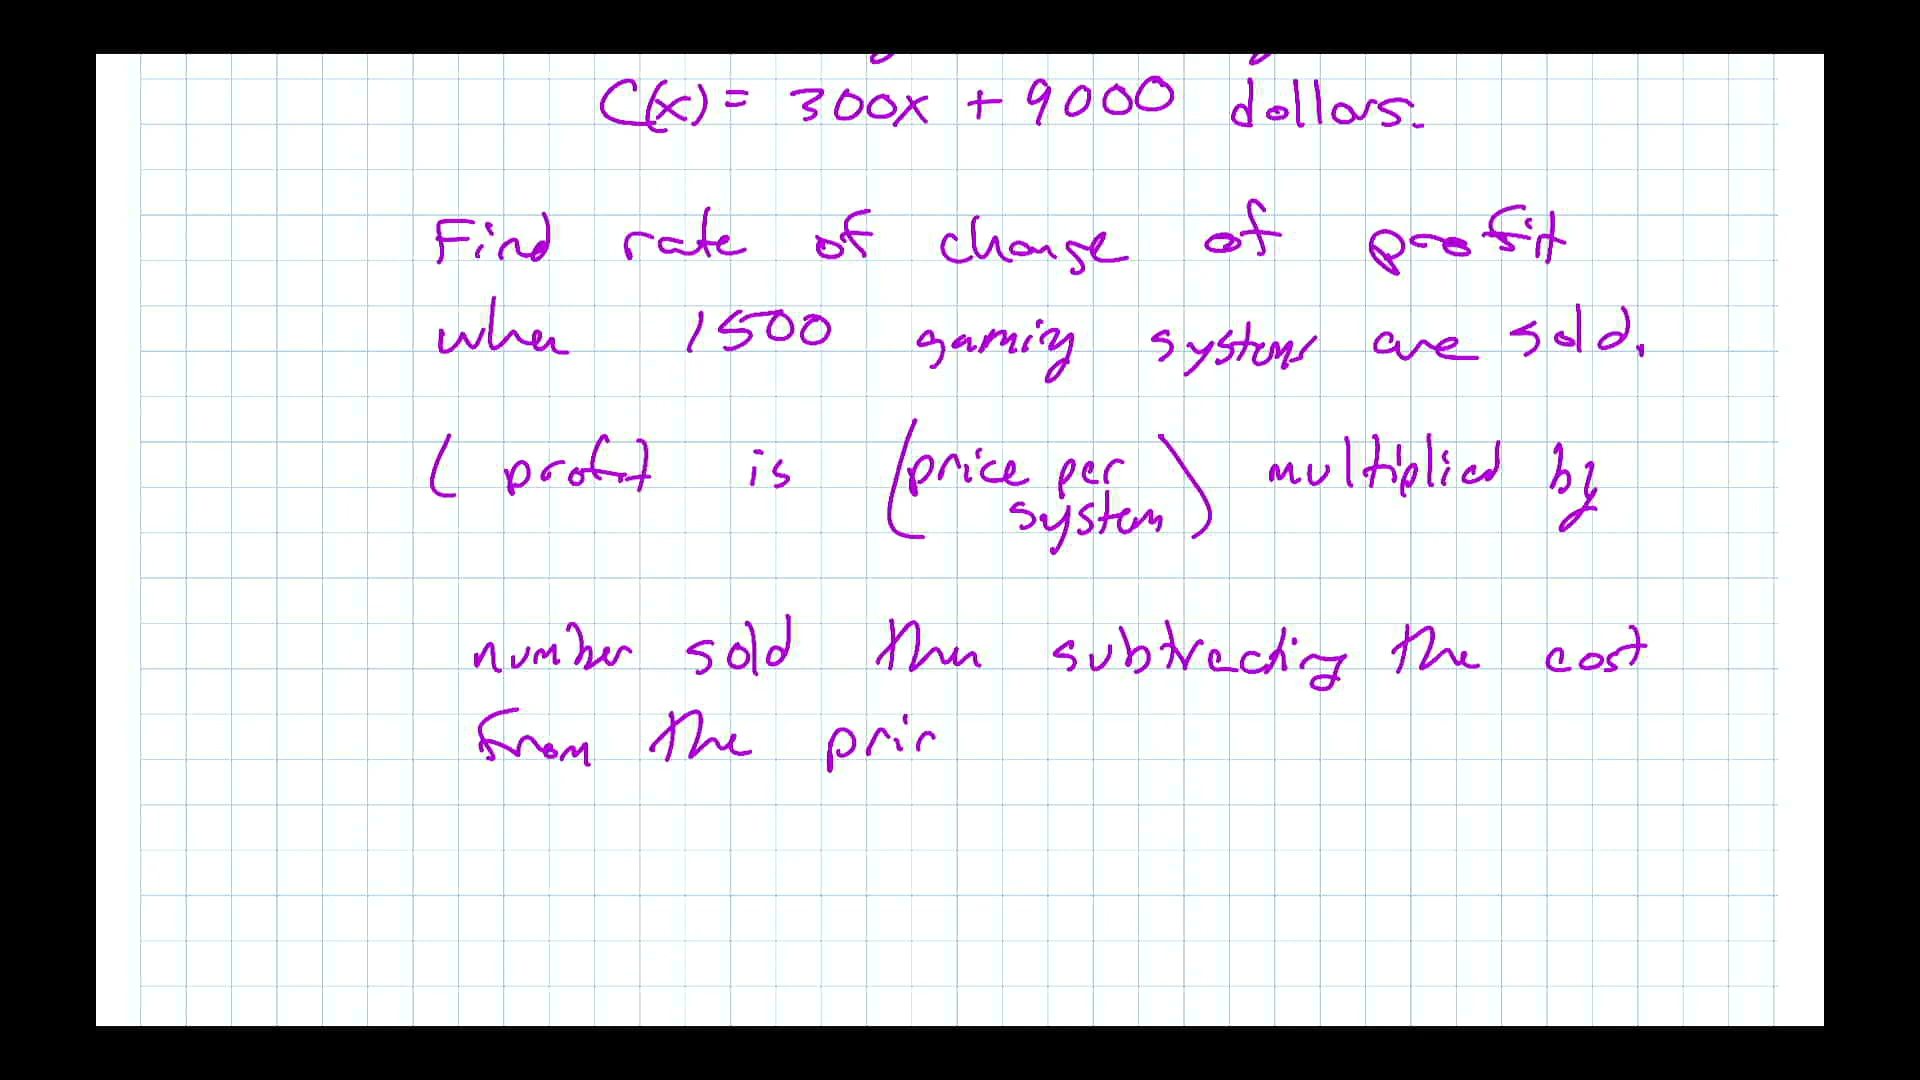 C(x) = 300x + 9000 dollars.
Find rate of change of profit
when 1500 gaming systems are sold.
( profit is (price per system) multiplied by
number sold then subtracting the cost
from the pric